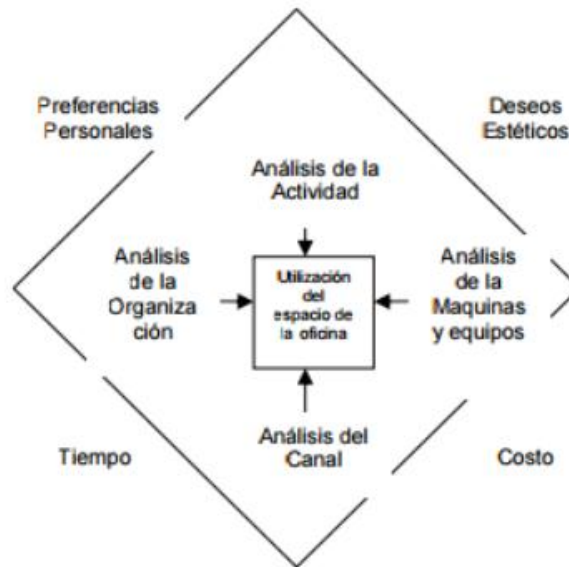 Preferencias
Personales
Deseos
Estéticos
Análisis de la
Actividad
Análisis
de la
Organiza
ción
Utilización
del
espacio de
la oficina
Análisis
de la
Maquinas
y equipos
Análisis del
Canal
Tiempo
Costo